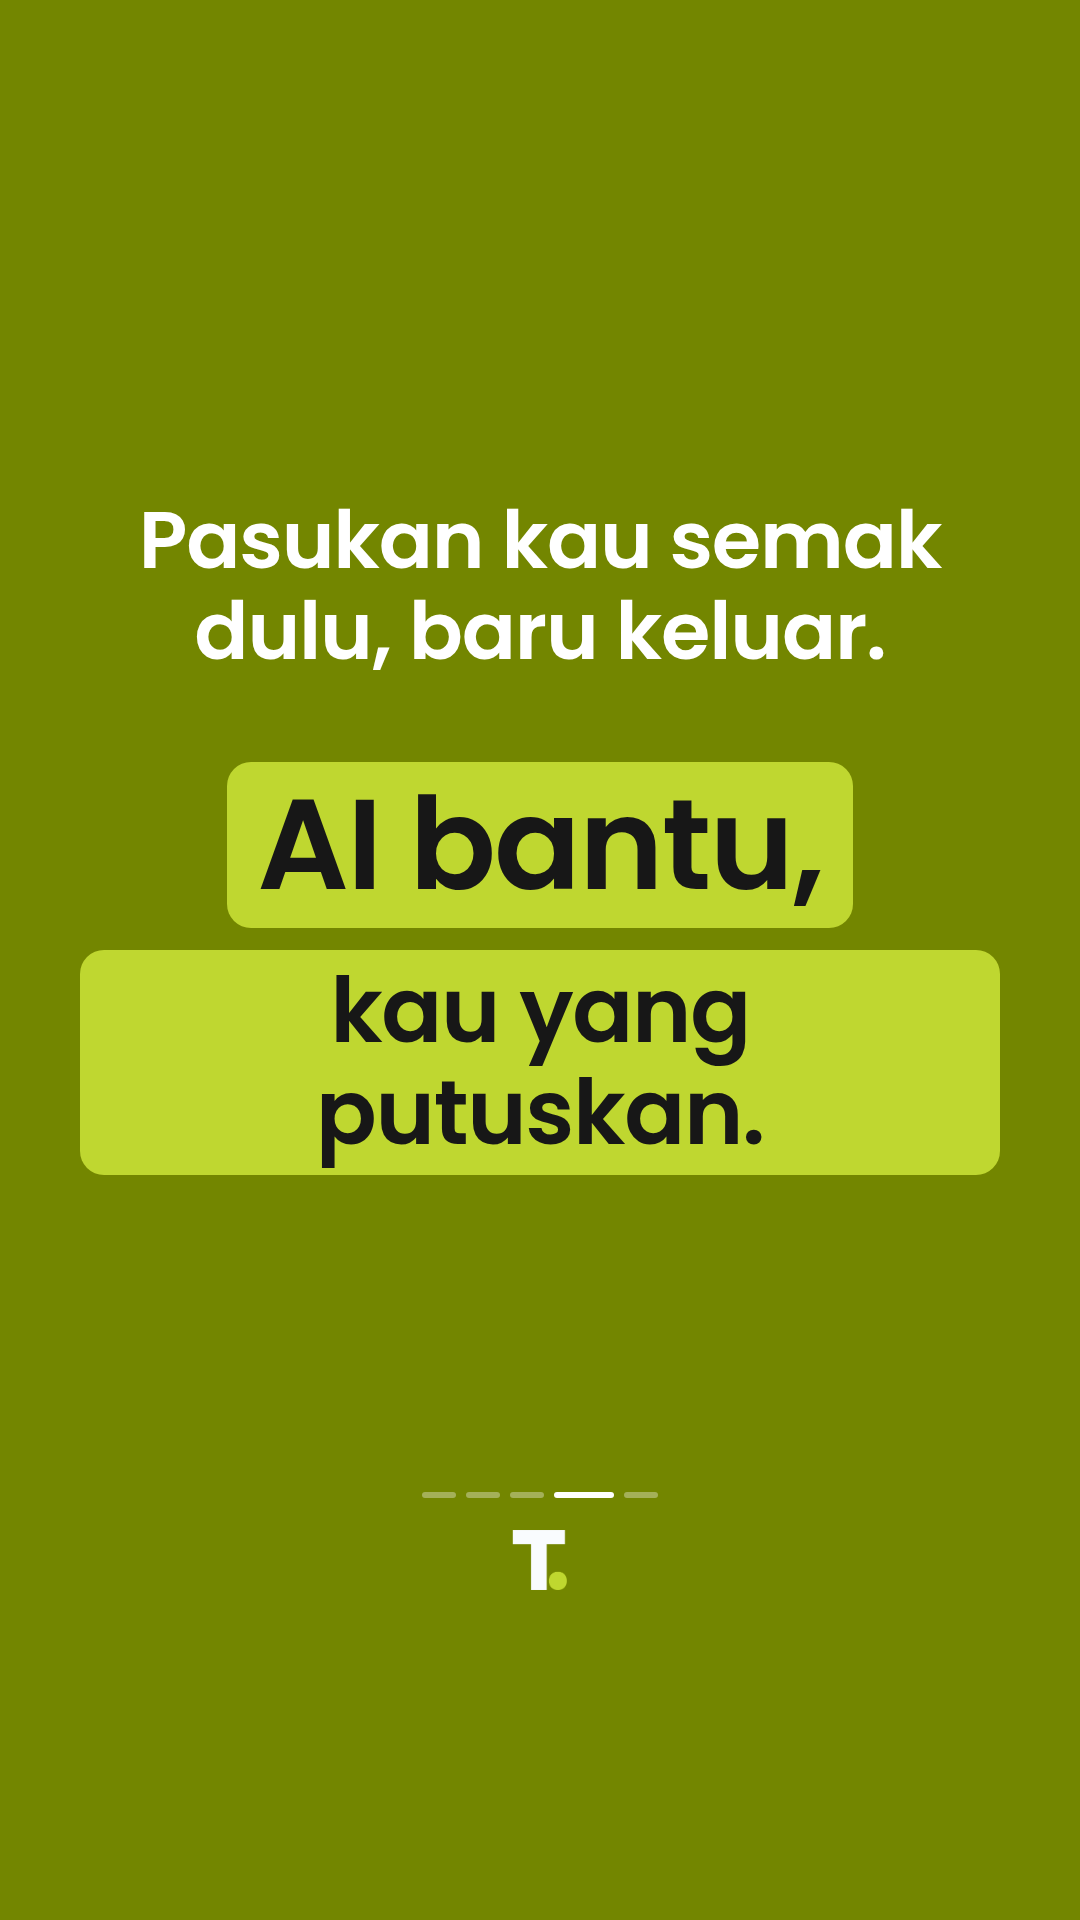 Pasukan kau semak
dulu, baru keluar.
AI bantu,
kau yang
putuskan.
T.